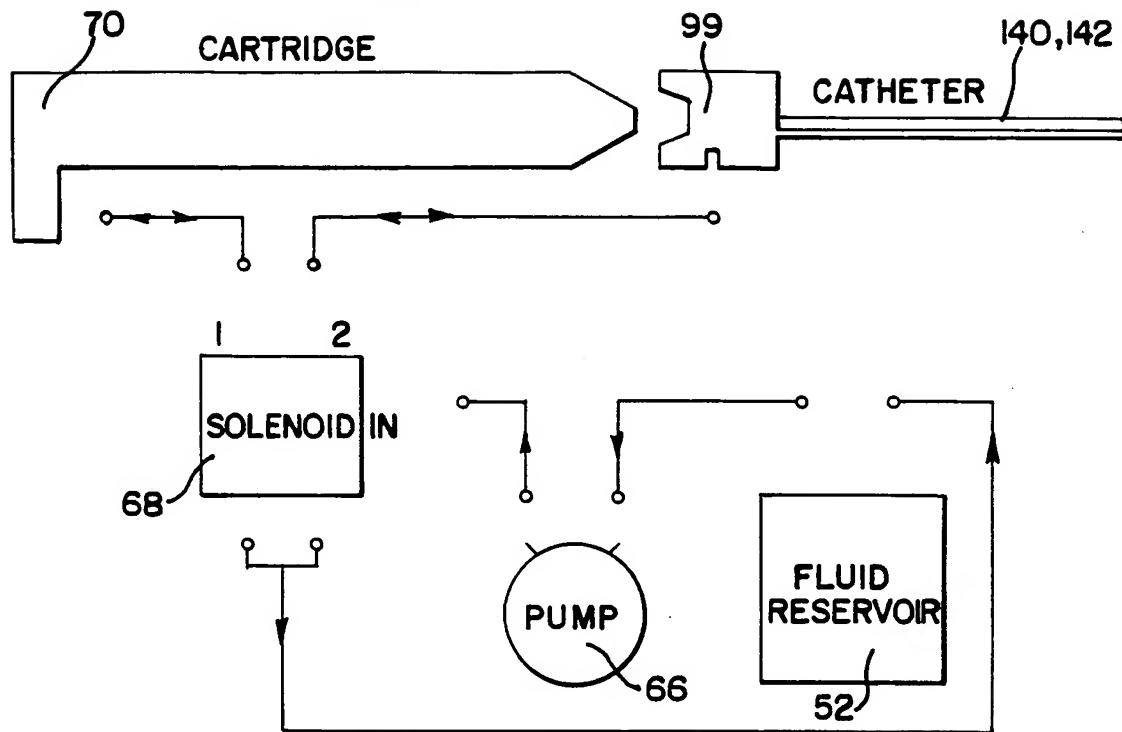 70
CARTRIDGE
99
140,142
CATHETER
1 2
SOLENOID IN
68
PUMP
66
FLUID
RESERVOIR
52